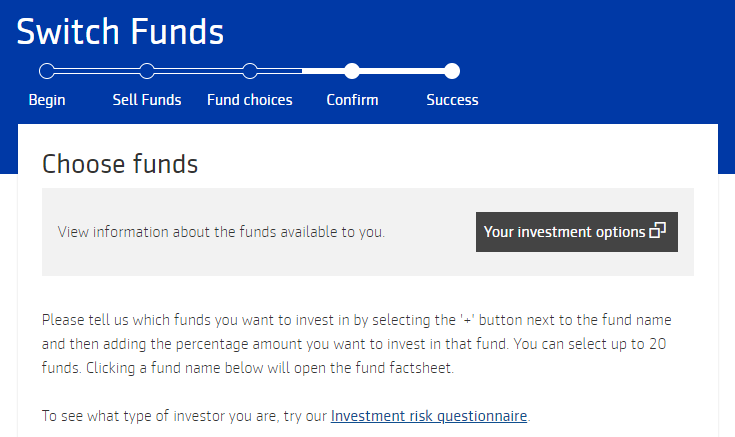 Switch Funds
Begin Sell Funds Fund choices Confirm Success
Choose funds
View information about the funds available to you. Your investment options
Please tell us which funds you want to invest in by selecting the '+' button next to the fund name
and then adding the percentage amount you want to invest in that fund. You can select up to 20
funds. Clicking a fund name below will open the fund factsheet.
To see what type of investor you are, try our Investment risk questionnaire.